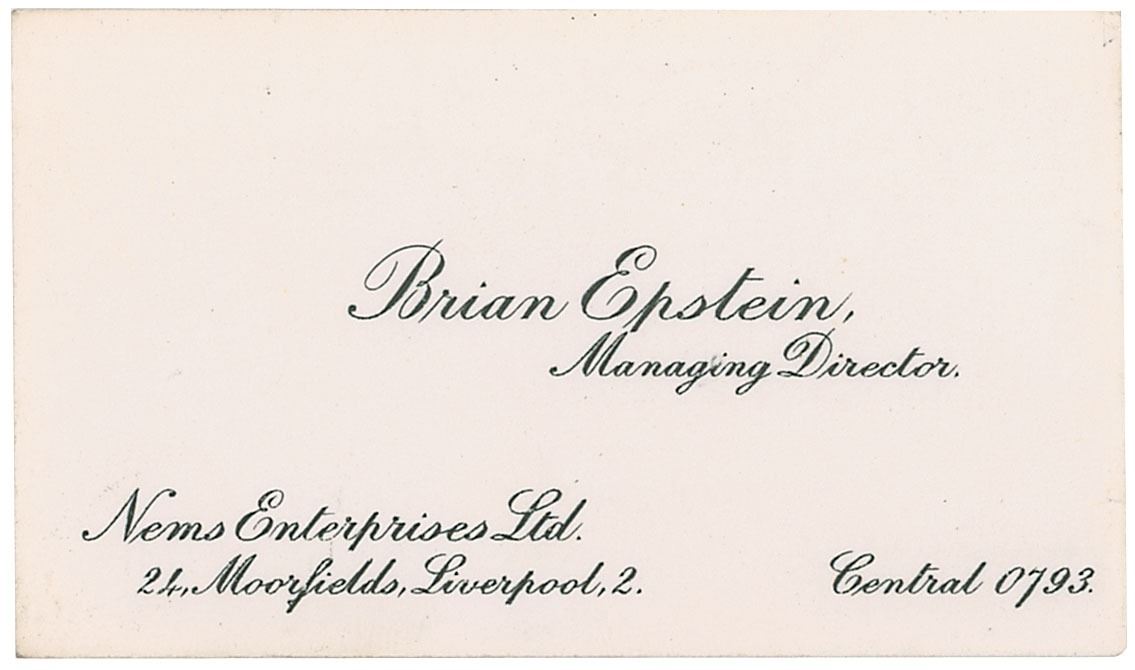 Brian Epstein,
Managing Director.
Nems Enterprises Ltd.
24, Moorfields, Liverpool, 2.
Central 0793.